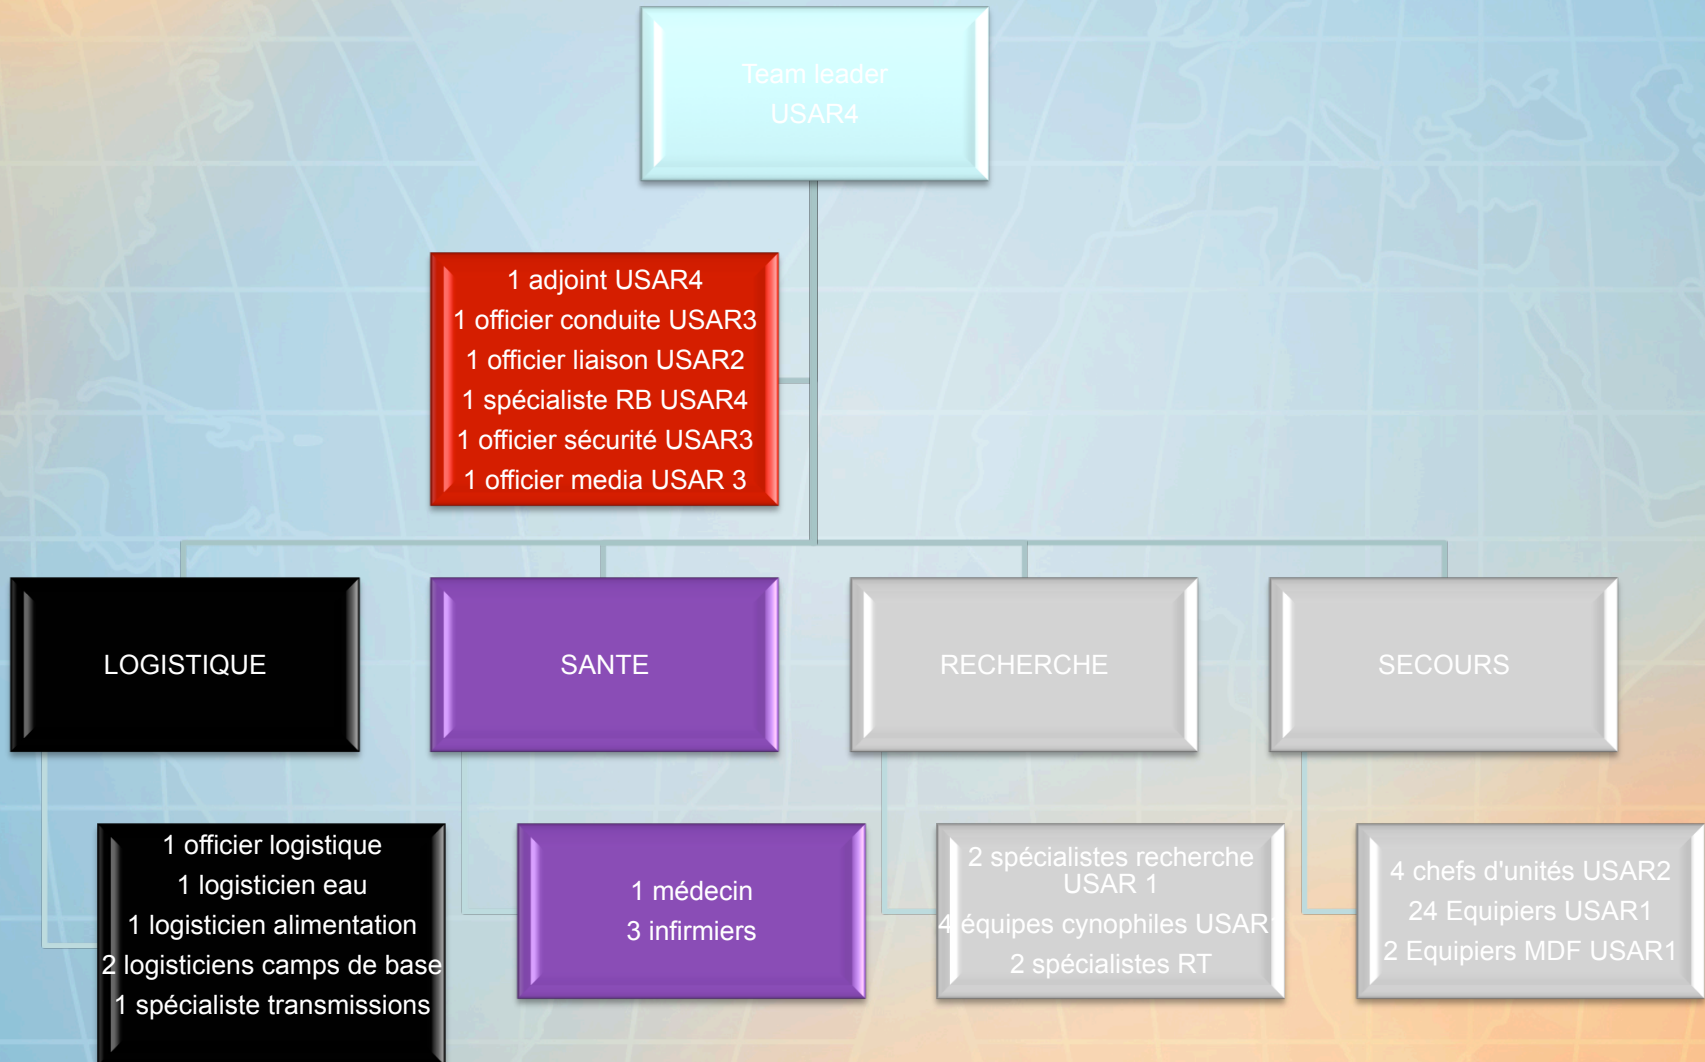 Team leader
USAR4
1 adjoint USAR4
1 officier conduite USAR3
1 officier liaison USAR2
1 spécialiste RB USAR4
1 officier sécurité USAR3
1 officier media USAR 3
LOGISTIQUE
SANTE
RECHERCHE
SECOURS
1 officier logistique
1 logisticien eau
1 logisticien alimentation
2 logisticiens camps de base
1 spécialiste transmissions
1 médecin
3 infirmiers
2 spécialistes recherche
USAR 1
4 équipes cynophiles USAR1
2 spécialistes RT
4 chefs d'unités USAR2
24 Equipiers USAR1
2 Equipiers MDF USAR1